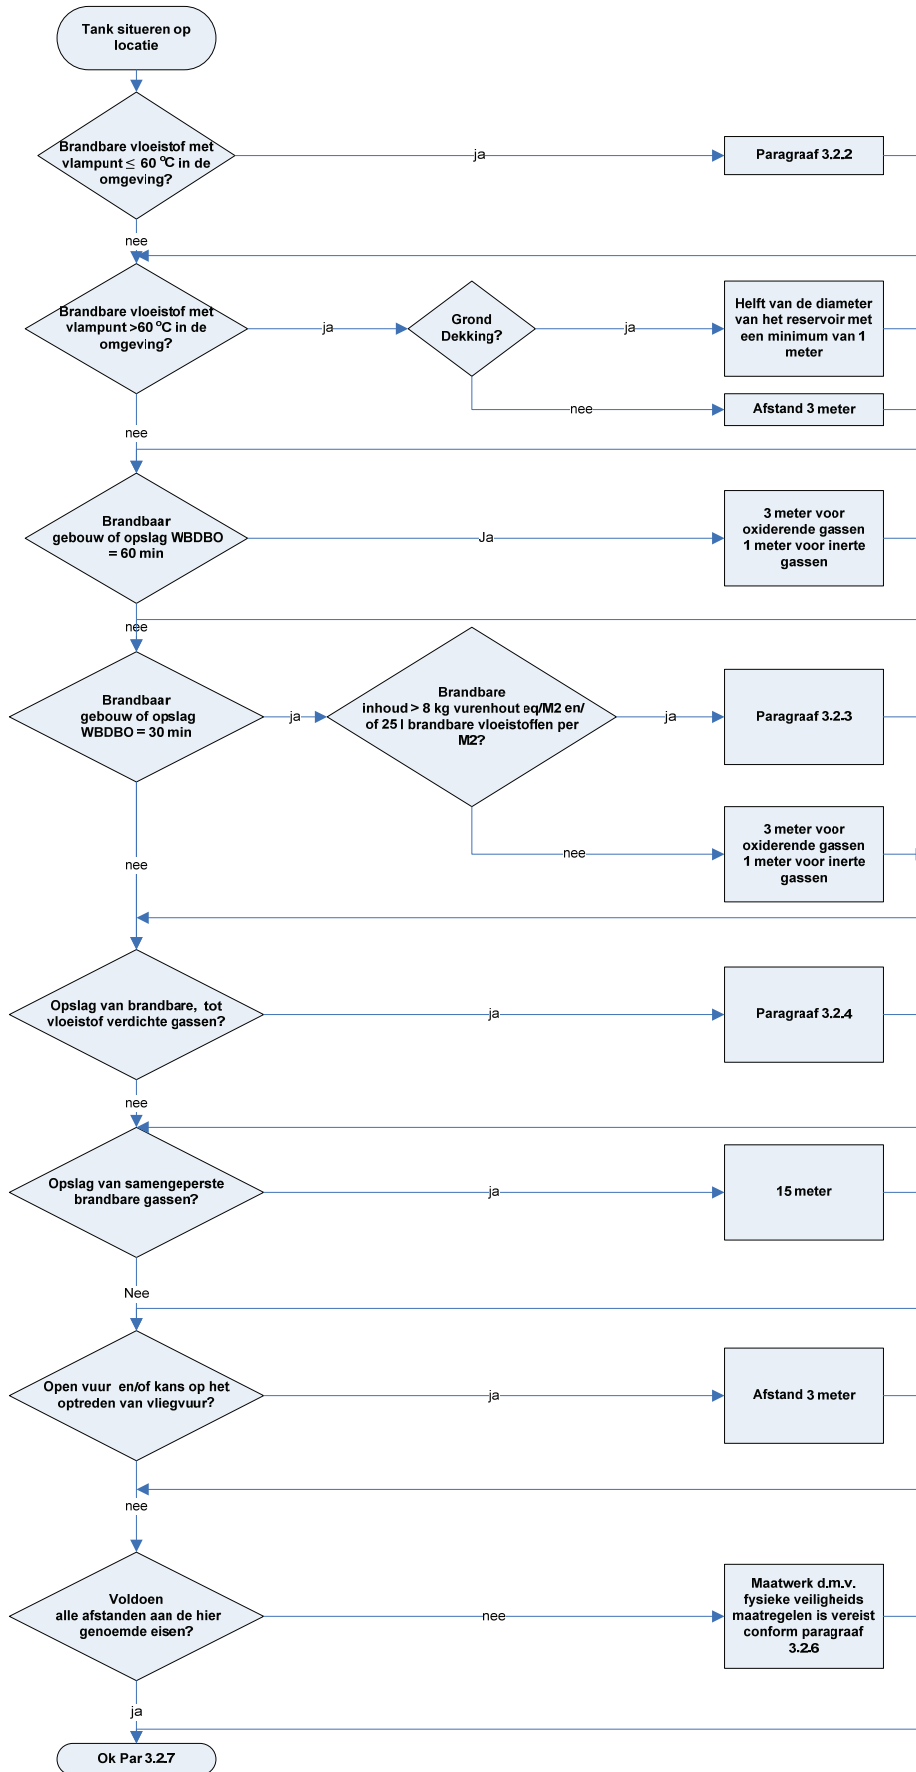 Tank situeren op
locatie
Brandbare vloeistof met
vlampunt ≤ 60 °C in de
omgeving?
ja
Paragraaf 3.2.2
nee
Brandbare vloeistof met
vlampunt >60 °C in de
omgeving?
ja
Grond
Dekking?
ja
Helft van de diameter
van het reservoir met
een minimum van 1
meter
nee
Afstand 3 meter
nee
Brandbaar
gebouw of opslag WBDBO
= 60 min
Ja
3 meter voor
oxiderende gassen
1 meter voor inerte
gassen
nee
Brandbaar
gebouw of opslag
WBDBO = 30 min
ja
Brandbare
inhoud > 8 kg vurenhout eq/M2 en/
of 25 l brandbare vloeistoffen per
M2?
ja
Paragraaf 3.2.3
nee
3 meter voor
oxiderende gassen
1 meter voor inerte
gassen
nee
Opslag van brandbare, tot
vloeistof verdichte gassen?
ja
Paragraaf 3.2.4
nee
Opslag van samengeperste
brandbare gassen?
ja
15 meter
Nee
Open vuur en/of kans op het
optreden van vliegvuur?
ja
Afstand 3 meter
nee
Voldoen
alle afstanden aan de hier
genoemde eisen?
nee
Maatwerk d.m.v.
fysieke veiligheids
maatregelen is vereist
conform paragraaf
3.2.6
ja
Ok Par 3.2.7